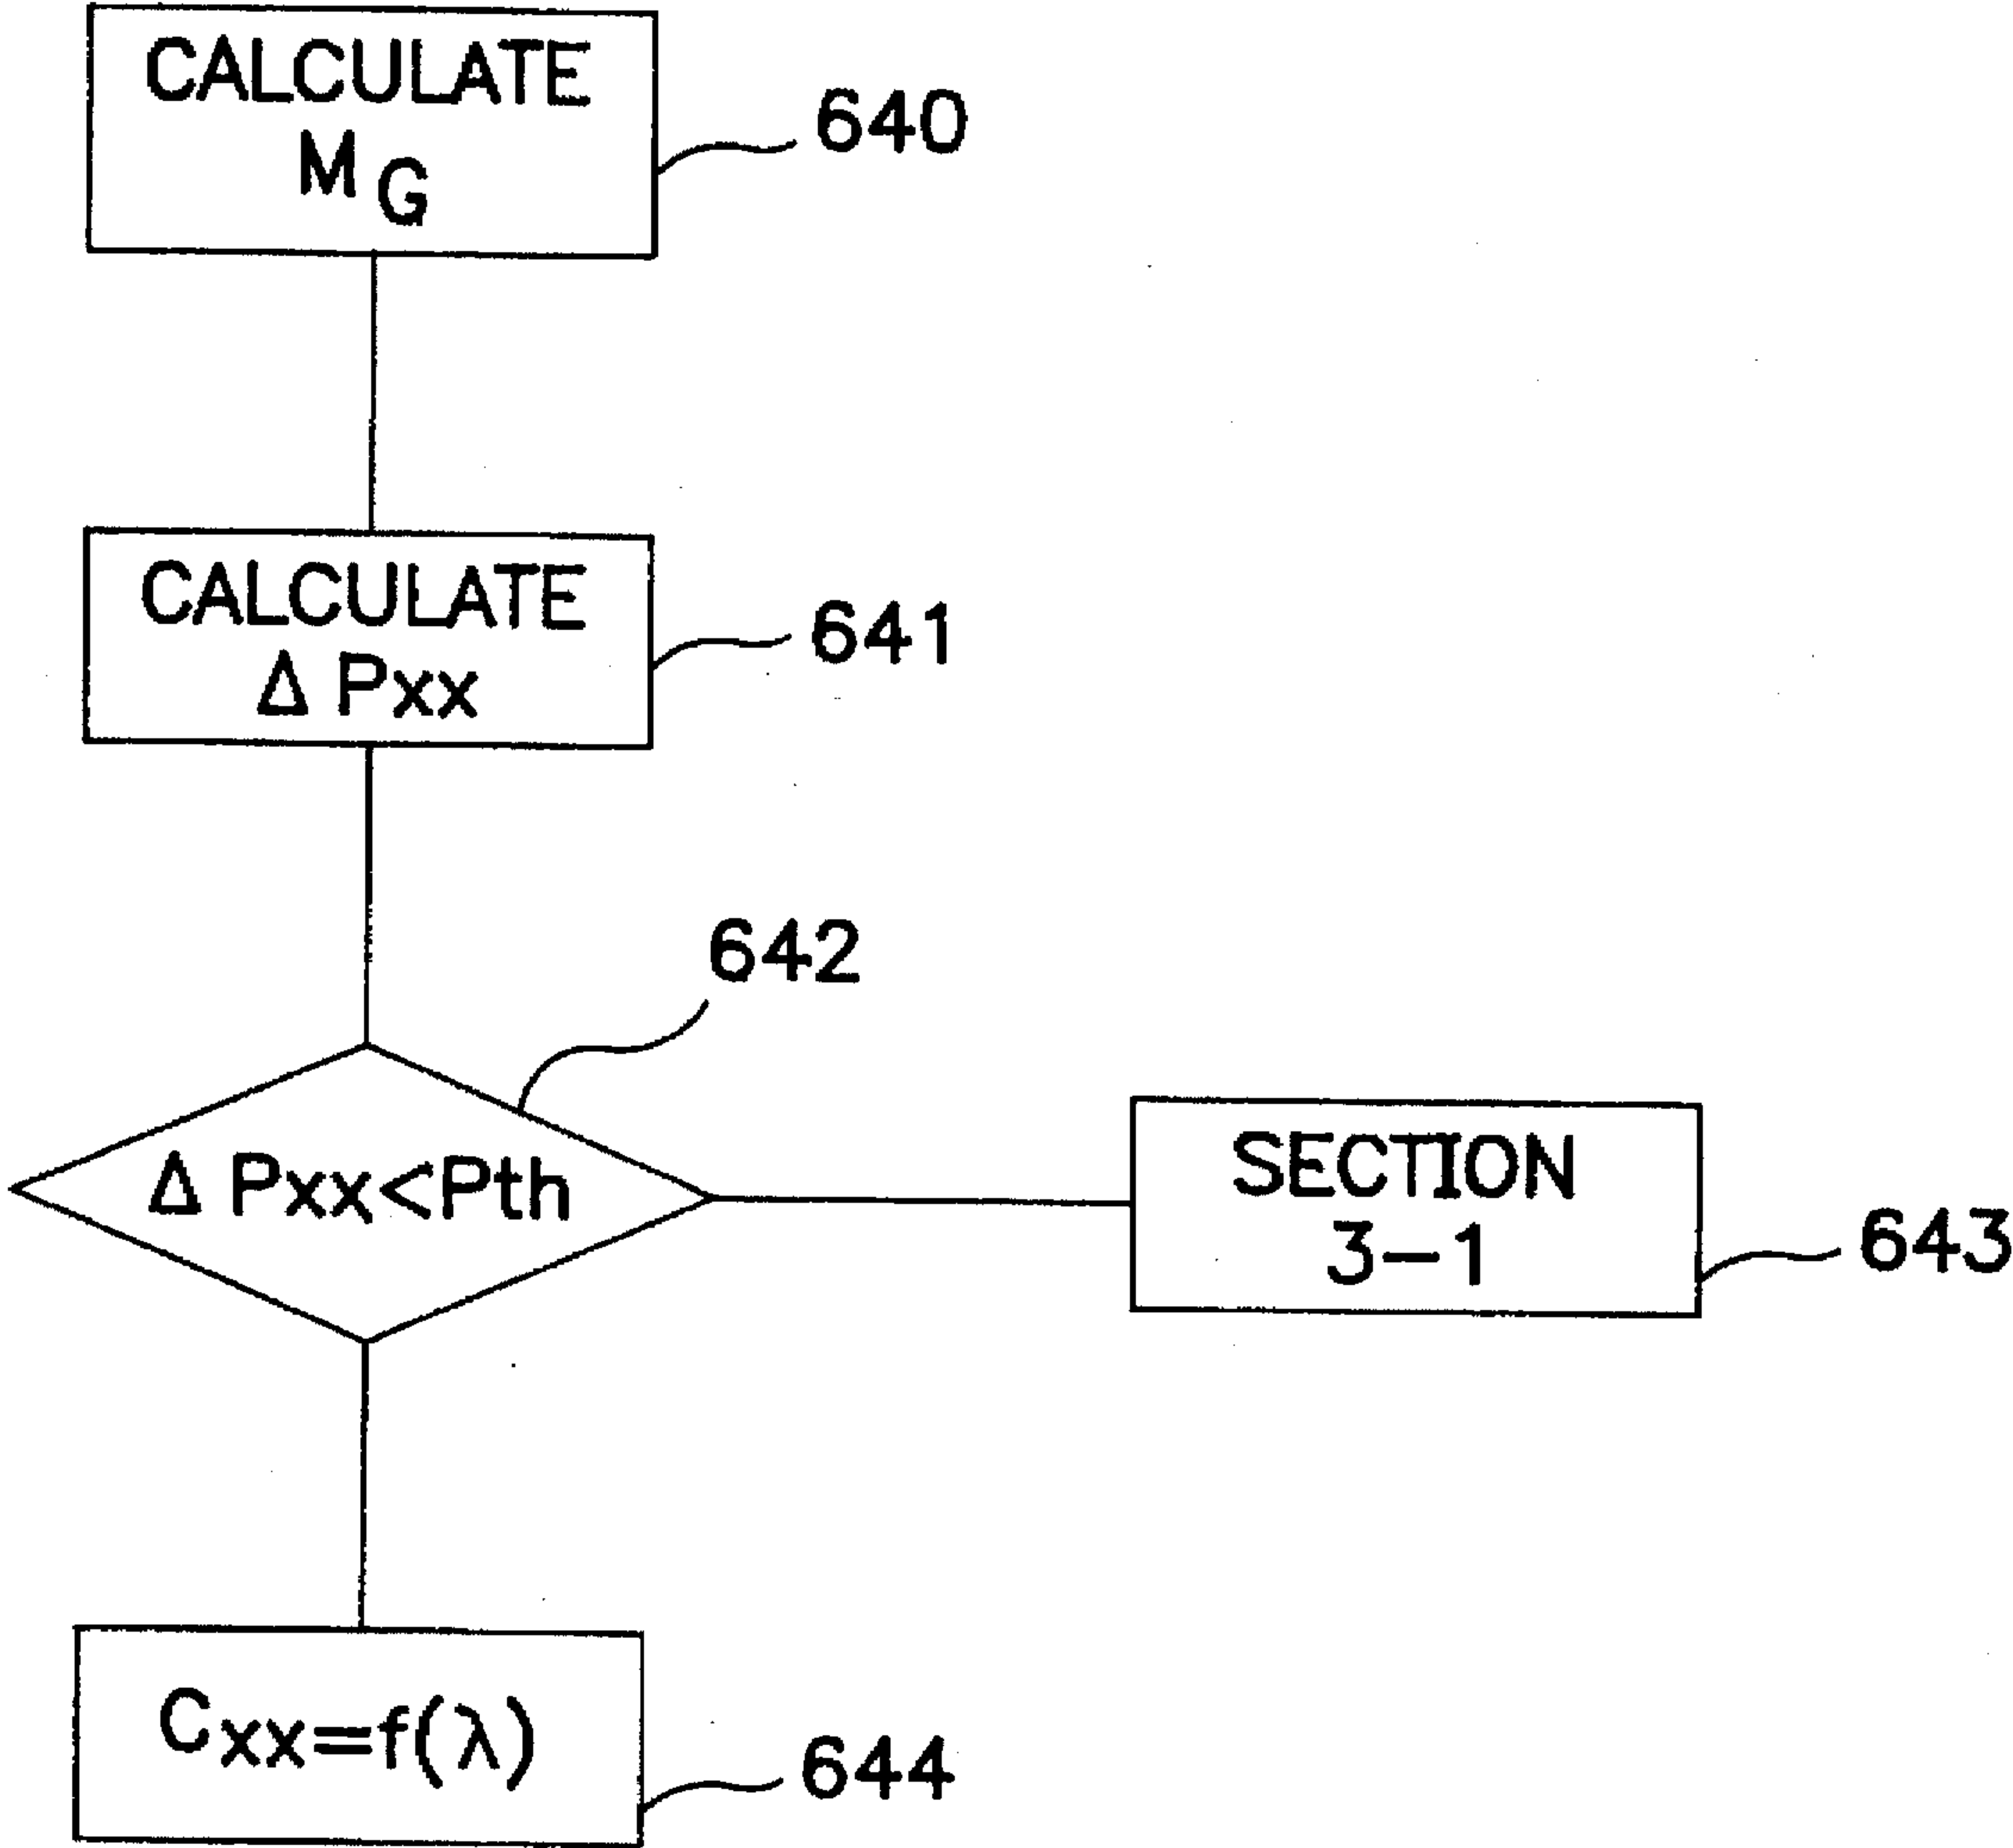 CALCULATE
M G
640
CALCULATE
Δ Pxx
641
642
Δ Pxx<Pth
SECTION
3-1
643
Cxx=f(λ)
644